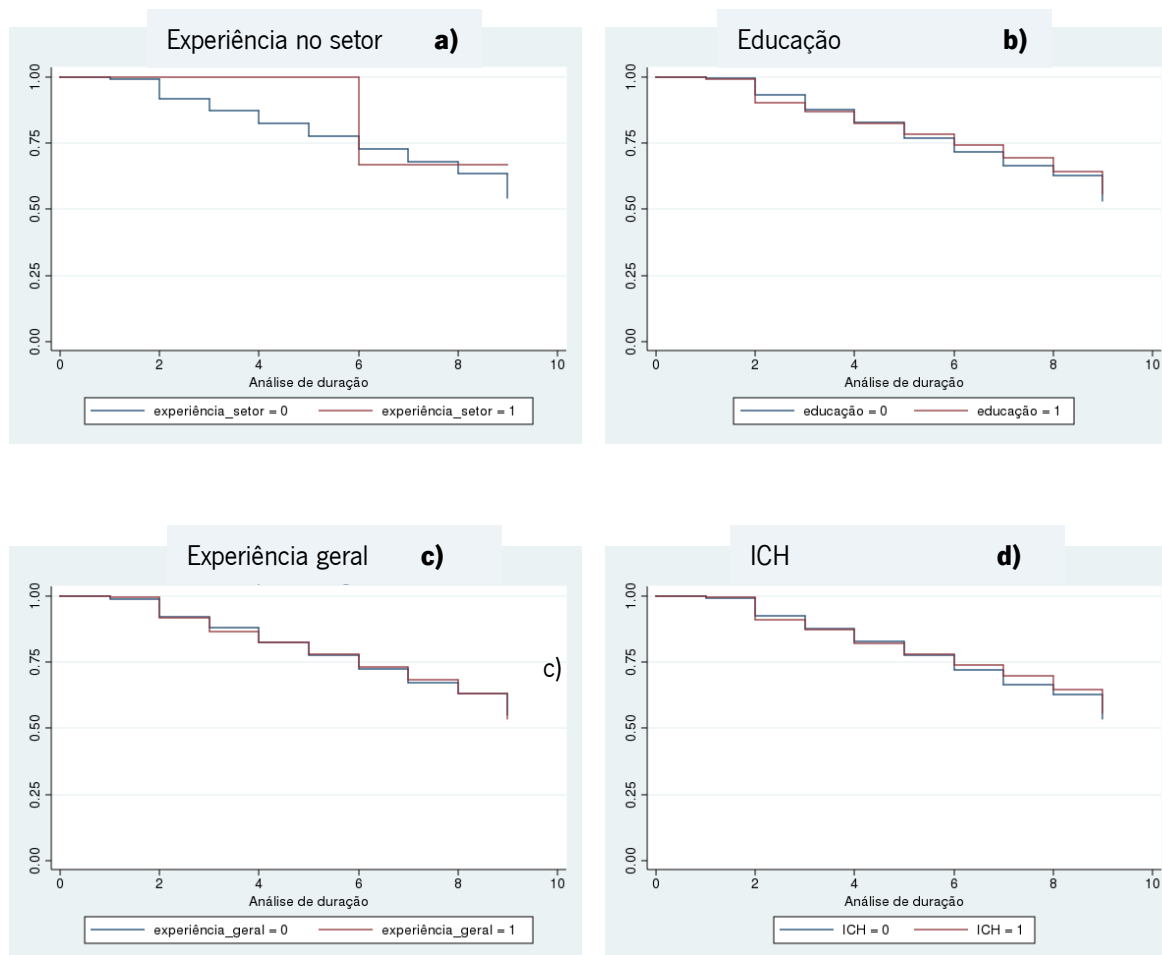 Experiência no setor a)
1.00
0.75
0.50
0.25
0.00
0 2 4 6 8 10
Análise de duração
experiência_setor = 0 experiência_setor = 1
Educação b)
1.00
0.75
0.50
0.25
0.00
0 2 4 6 8 10
Análise de duração
educação = 0 educação = 1
Experiência geral c)
1.00
0.75
0.50
0.25
0.00
0 2 4 6 8 10
Análise de duração
experiência_geral = 0 experiência_geral = 1
c)
ICH d)
1.00
0.75
0.50
0.25
0.00
0 2 4 6 8 10
Análise de duração
ICH = 0 ICH = 1